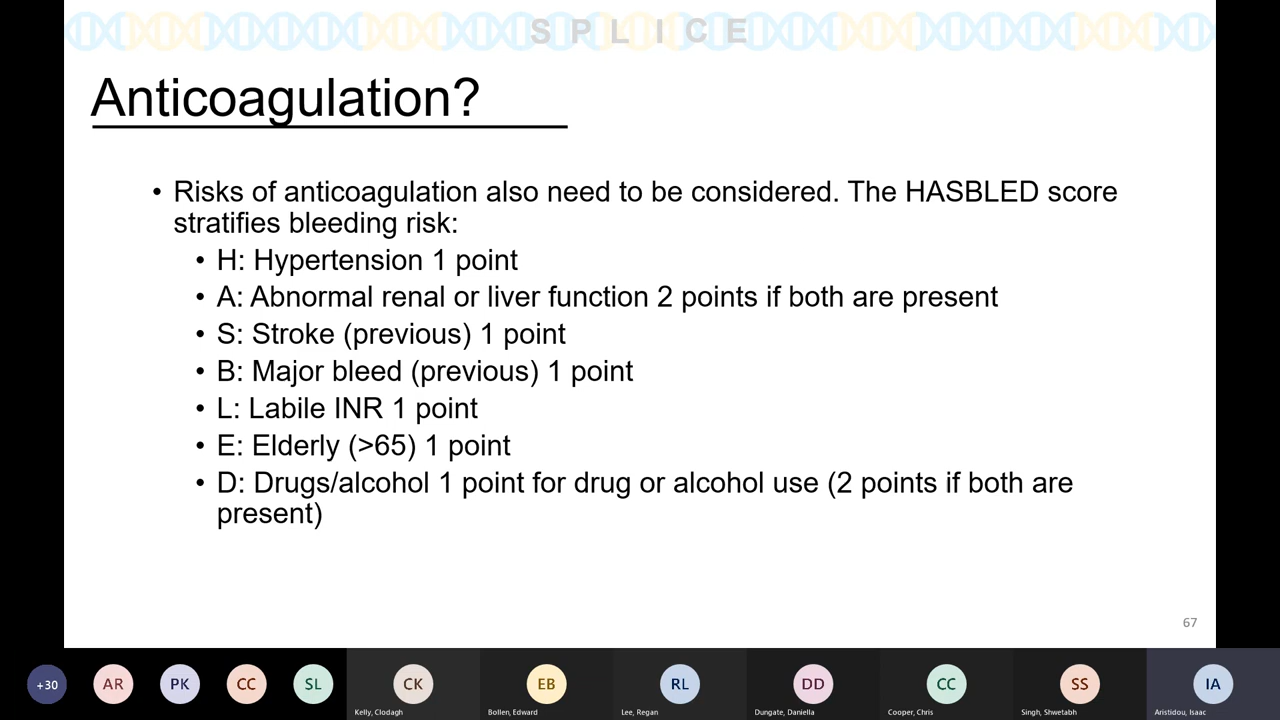 S P L I C E
Anticoagulation?
• Risks of anticoagulation also need to be considered. The HASBLED score
stratifies bleeding risk:
• H: Hypertension 1 point
• A: Abnormal renal or liver function 2 points if both are present
• S: Stroke (previous) 1 point
• B: Major bleed (previous) 1 point
• L: Labile INR 1 point
• E: Elderly (>65) 1 point
• D: Drugs/alcohol 1 point for drug or alcohol use (2 points if both are
present)
67
+30 AR PK CC SL CK EB RL DD CC SS IA
Kelly, Clodagh Bollen, Edward Lee, Regan Dungate, Daniella Cooper, Chris Singh, Shwetabh Aristidou, Isaac